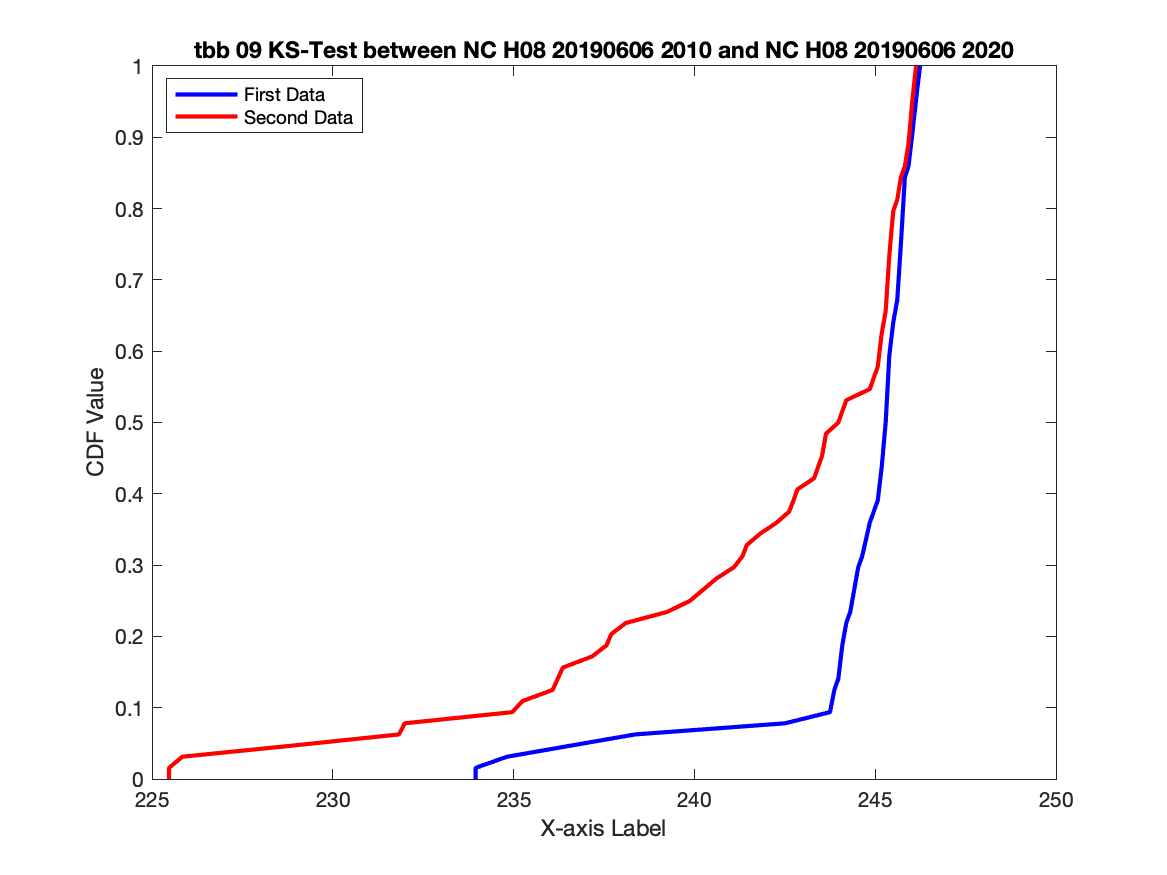 tbb 09 KS-Test between NC H08 20190606 2010 and NC H08 20190606 2020
First Data
Second Data
CDF Value
1
0.9
0.8
0.7
0.6
0.5
0.4
0.3
0.2
0.1
0
225 230 235 240 245 250
X-axis Label